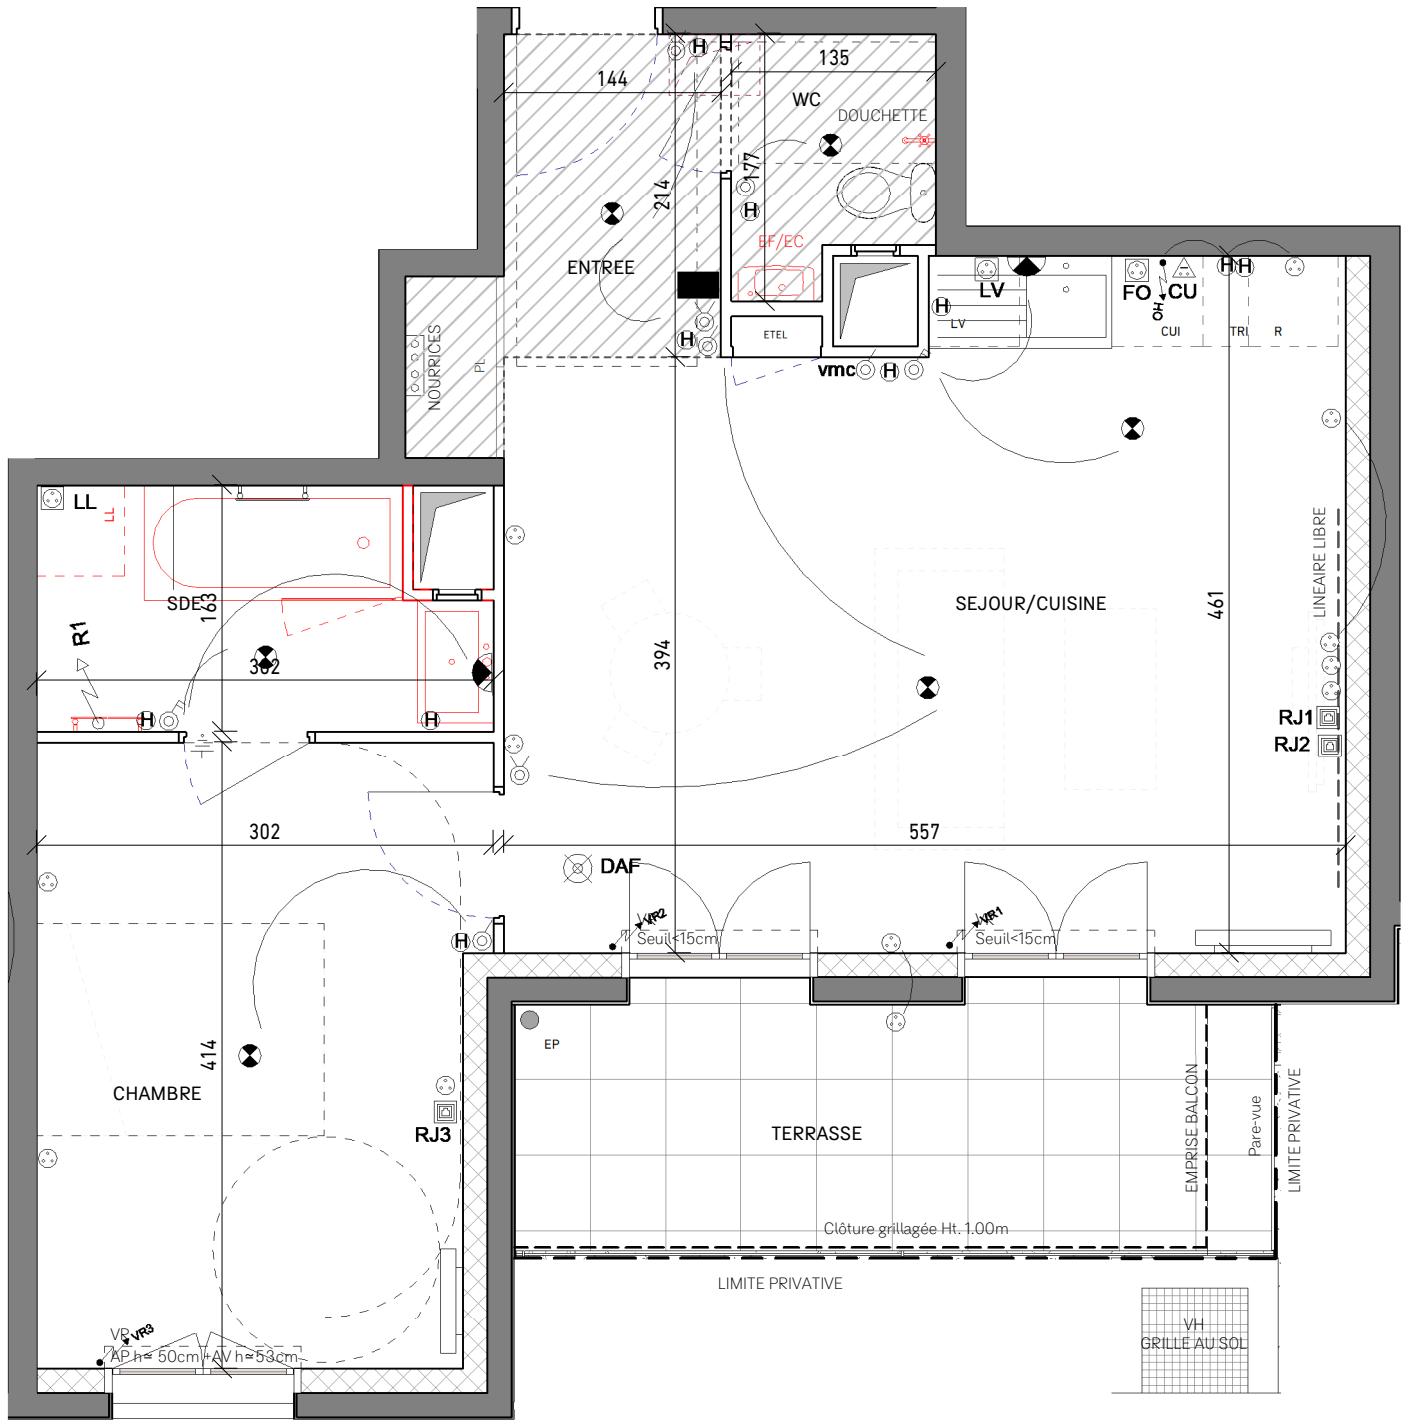 144
135
WC
DOUCHETTE
177
214
EF/EC
ENTREE
ETEL
NOURRICES
PL
H
H
H
vmc
H
H
LV
LV
FO
CU
HO
CUI
TRI
R
H
H
LL
LL
SDE
163
R1
302
H
H
394
SEJOUR/CUISINE
461
LINEAIRE LIBRE
RJ1
RJ2
302
557
DAF
H
VR2
Seuil<15cm
VR1
Seuil<15cm
EP
414
CHAMBRE
RJ3
TERRASSE
EMPRISE BALCON
Pare-vue
LIMITE PRIVATIVE
Clôture grillagée Ht. 1.00m
LIMITE PRIVATIVE
VH
GRILLE AU SOL
VR
VR3
AP h= 50cm +AV h=53cm